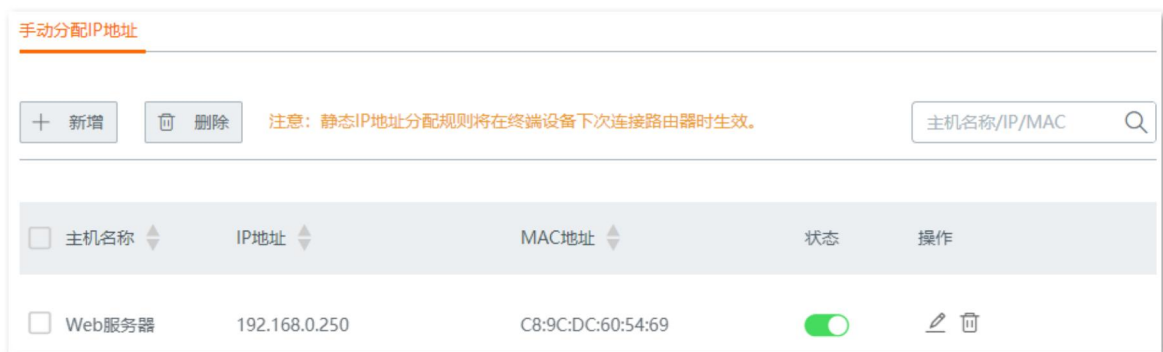 手动分配IP地址
新增 删除 注意：静态IP地址分配规则将在终端设备下次连接路由器时生效。 主机名称/IP/MAC
主机名称 IP地址 MAC地址 状态 操作
Web服务器 192.168.0.250 C8:9C:DC:60:54:69